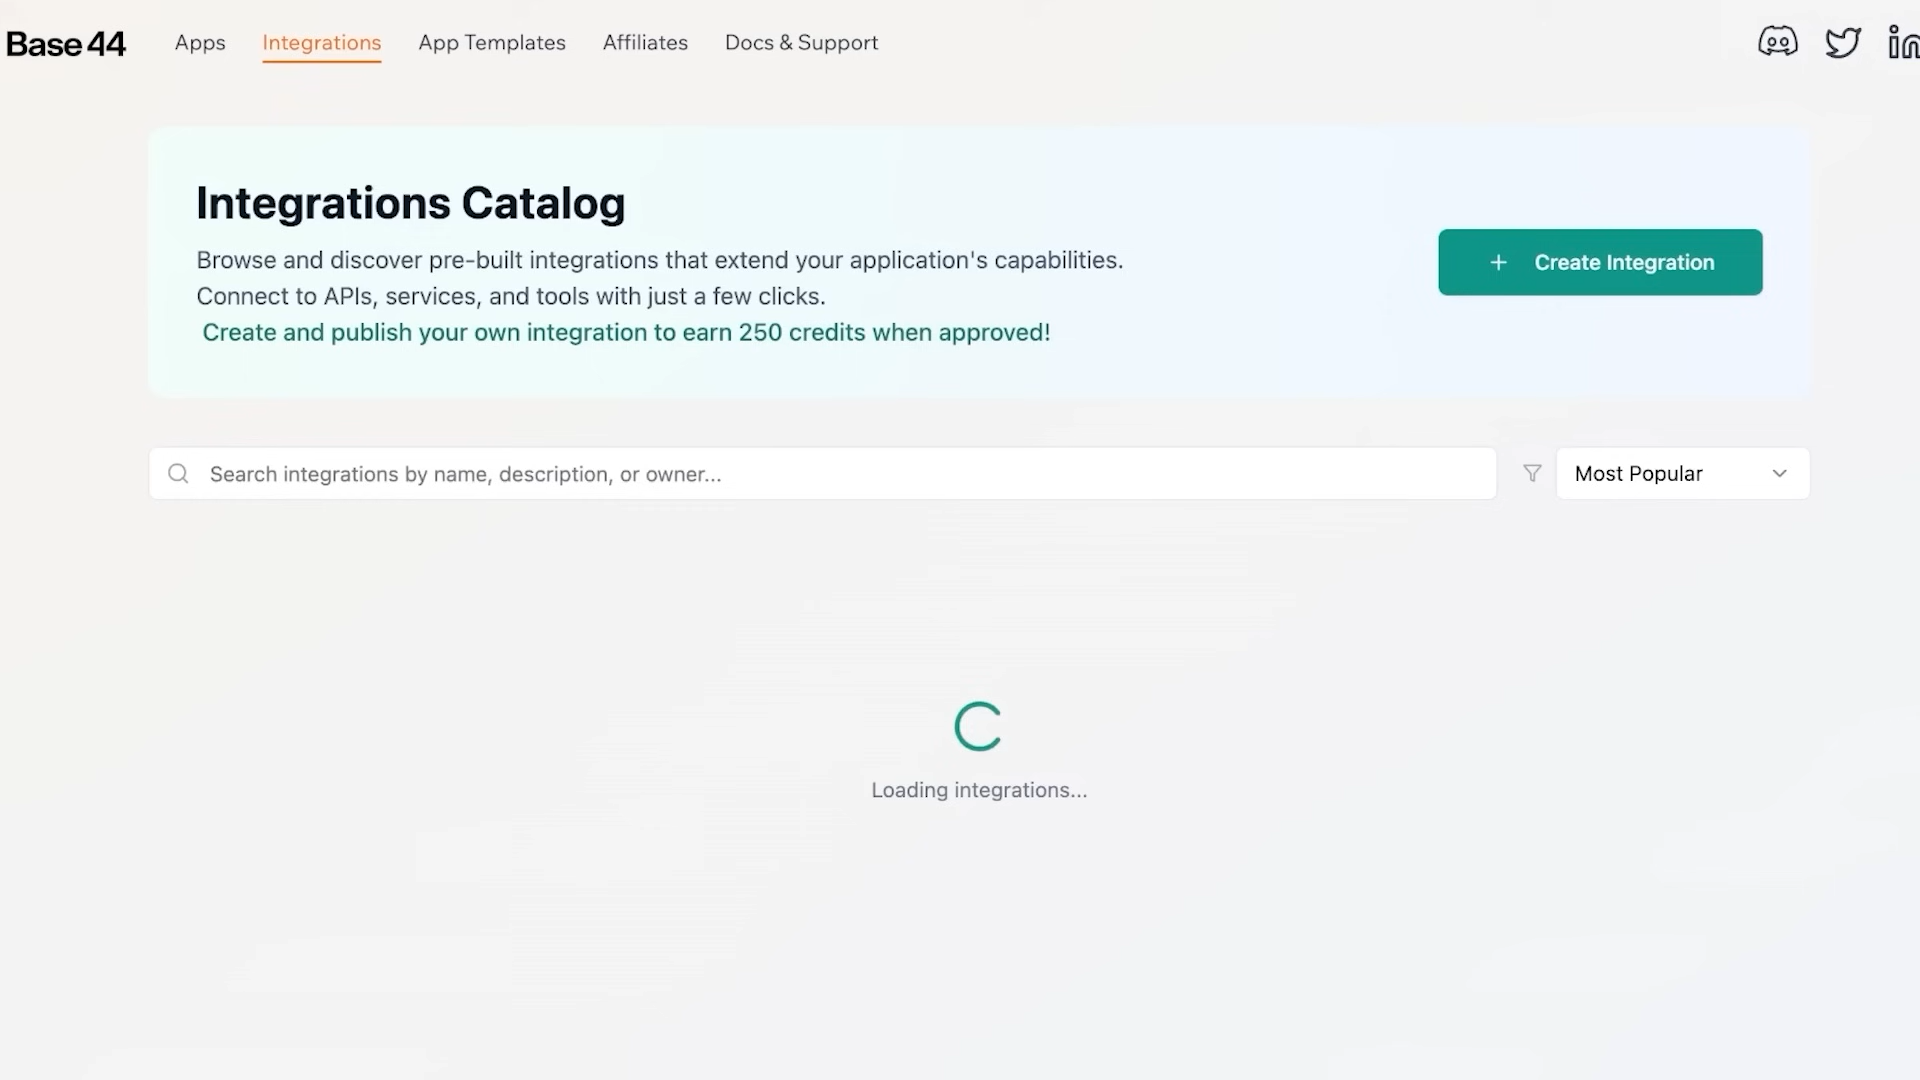 Base 44
Apps
Integrations
App Templates
Affiliates
Docs & Support
Integrations Catalog
Browse and discover pre-built integrations that extend your application's capabilities.
Connect to APIs, services, and tools with just a few clicks.
Create and publish your own integration to earn 250 credits when approved!
+ Create Integration
Search integrations by name, description, or owner...
Most Popular
Loading integrations...